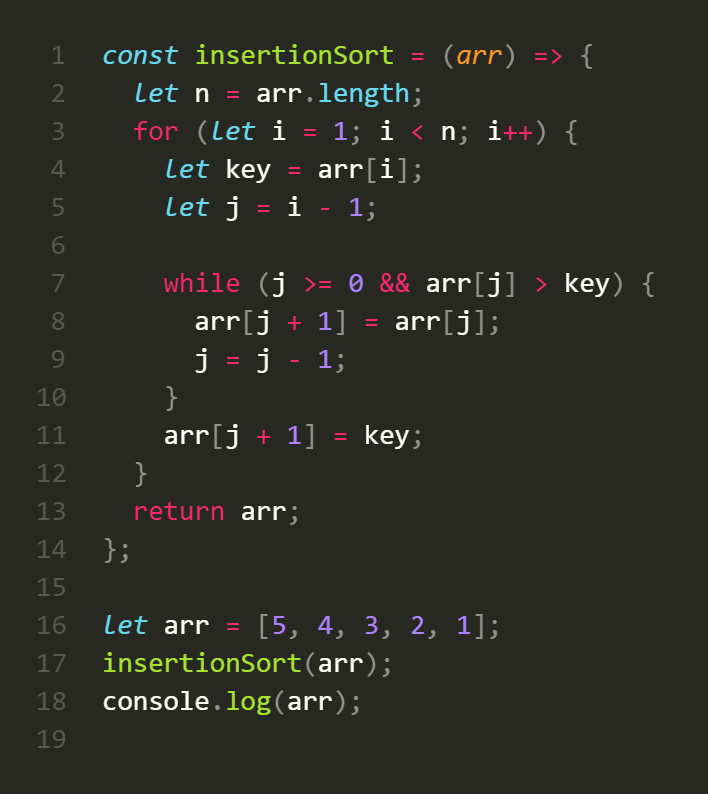 1 const insertionSort = (arr) => {
2   let n = arr.length;
3   for (let i = 1; i < n; i++) {
4     let key = arr[i];
5     let j = i - 1;
6
7     while (j >= 0 && arr[j] > key) {
8       arr[j + 1] = arr[j];
9       j = j - 1;
10     }
11     arr[j + 1] = key;
12   }
13   return arr;
14 };
15
16 let arr = [5, 4, 3, 2, 1];
17 insertionSort(arr);
18 console.log(arr);
19